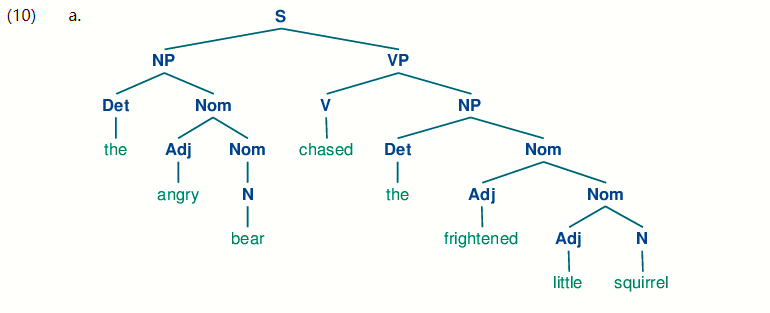 (10) a. S
NP VP
Det Nom V NP
the Adj Nom chased Det Nom
angry N the Adj Nom
bear frightened Adj N
little squirrel